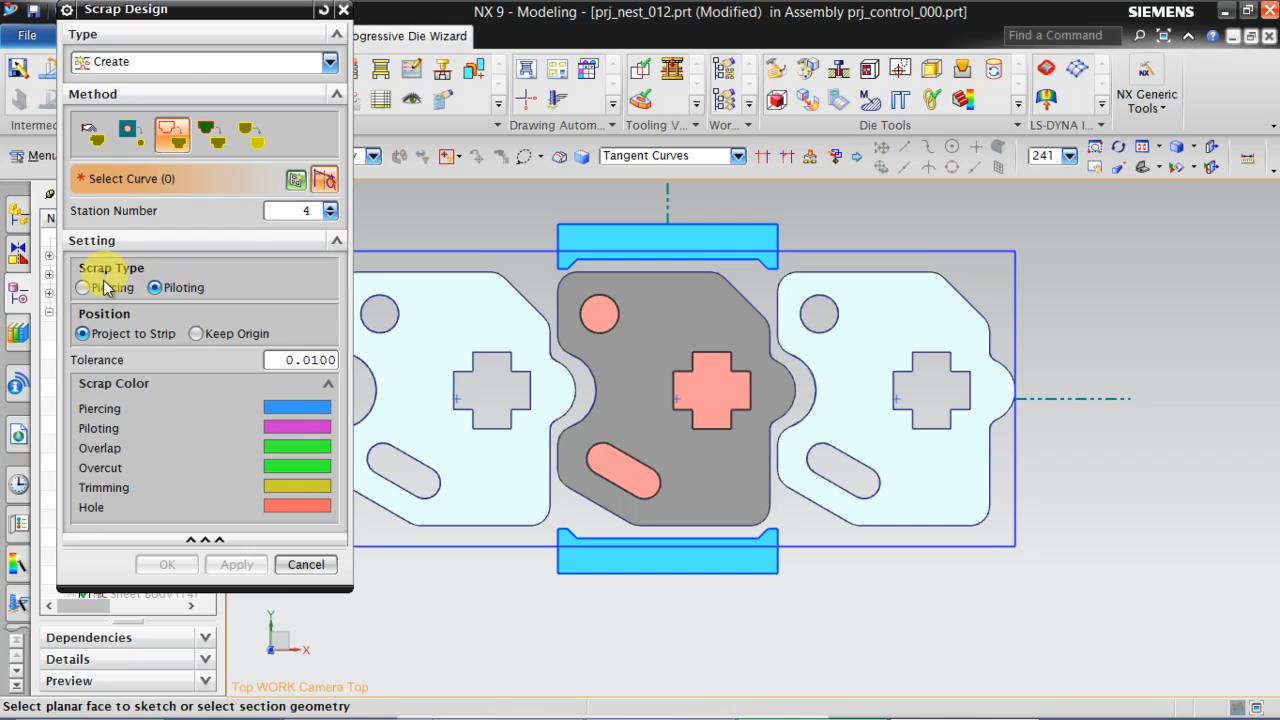 Scrap Design
NX 9 - Modeling - [prj_nest_012.prt (Modified) in Assembly prj_control_000.prt]
SIEMENS
File
Type
ogressive Die Wizard
Find a Command
Create
Method
NX Generic
Tools
Intermed
Drawing Autom...
Tooling V...
Wor...
Die Tools
LS-DYNA I...
Menu
Tangent Curves
241
* Select Curve (0)
Station Number
4
Setting
Scrap Type
Piercing
Piloting
Position
Project to Strip
Keep Origin
Tolerance
0.0100
Scrap Color
Piercing
Piloting
Overlap
Overcut
Trimming
Hole
OK
Apply
Cancel
Sheet Body (14)
Dependencies
Details
Preview
Y
X
Top WORK Camera Top
Select planar face to sketch or select section geometry